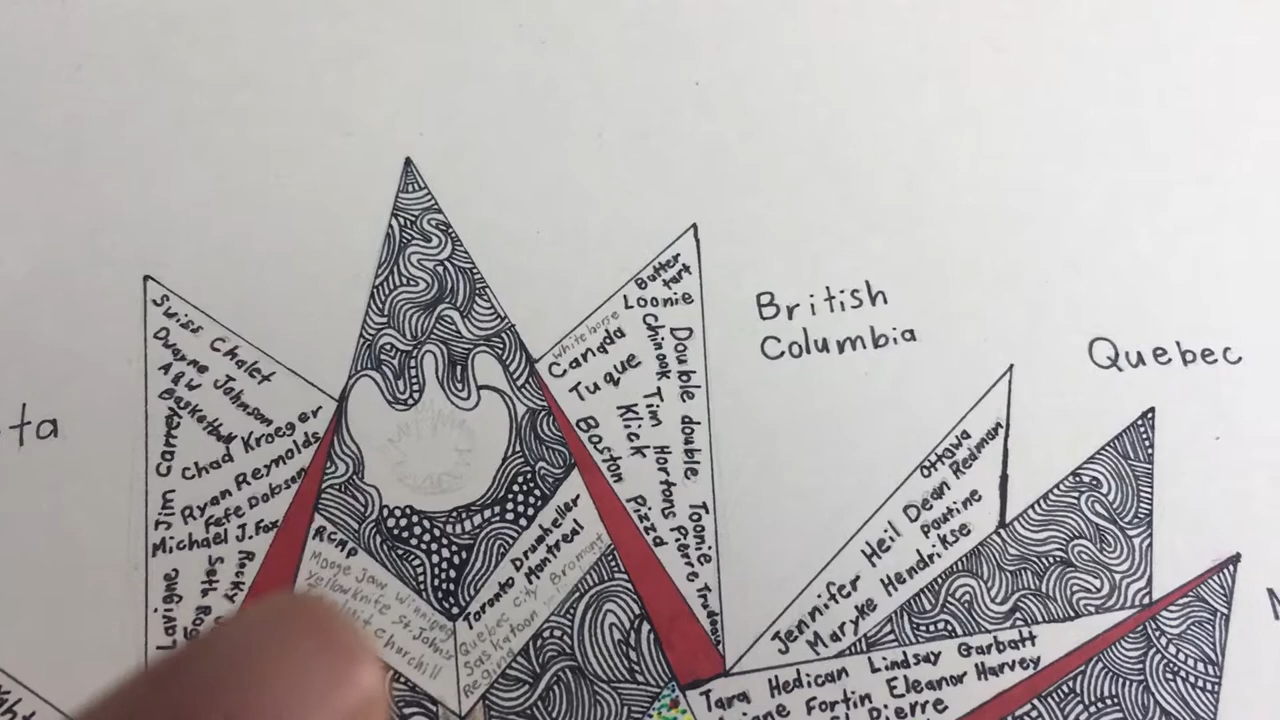 ta
Swiss Chalet
Dwayne Johnson
A&W
Basketball
Jim Carrey
Chad Kroeger
Ryan Reynolds
Fefe Dobson
Michael J. Fox
Lavigne
Seth Rog
Rocky
RCMP
Moose Jaw Winnipeg
Yellowknife St. John's
Churchill
Toronto Drumheller
Montreal
Quebec City Bromont
Saskatoon
Regina
Butter
tart
Loonie
Whitehorse
Canada
Tuque
Boston Pizza
Klick
Chinook Tim Hortons Pierre Trudeau
Double double Toonie
British
Columbia
Quebec
Ottawa
Jennifer Heil Dean Redman
Maryke Hendrikse
Poutine
Tara Hedican Lindsay Garbatt
Fortin Eleanor Harvey
Pierre